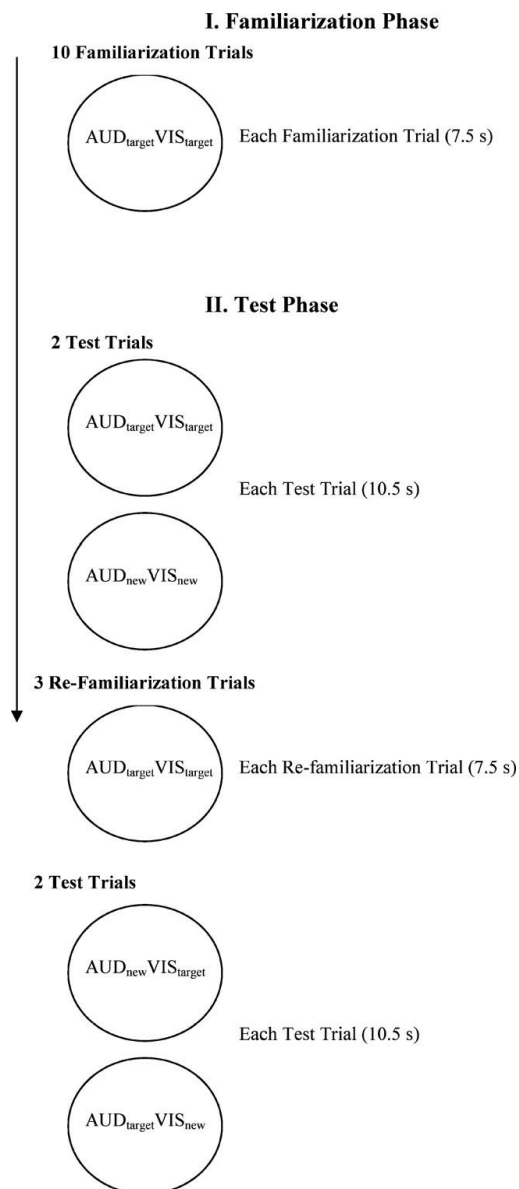 I. Familiarization Phase
10 Familiarization Trials
AUDtargetVIStarget
Each Familiarization Trial (7.5 s)
II. Test Phase
2 Test Trials
AUDtargetVIStarget
Each Test Trial (10.5 s)
AUDnewVISnew
3 Re-Familiarization Trials
AUDtargetVIStarget
Each Re-familiarization Trial (7.5 s)
2 Test Trials
AUDnewVIStarget
Each Test Trial (10.5 s)
AUDtargetVISnew